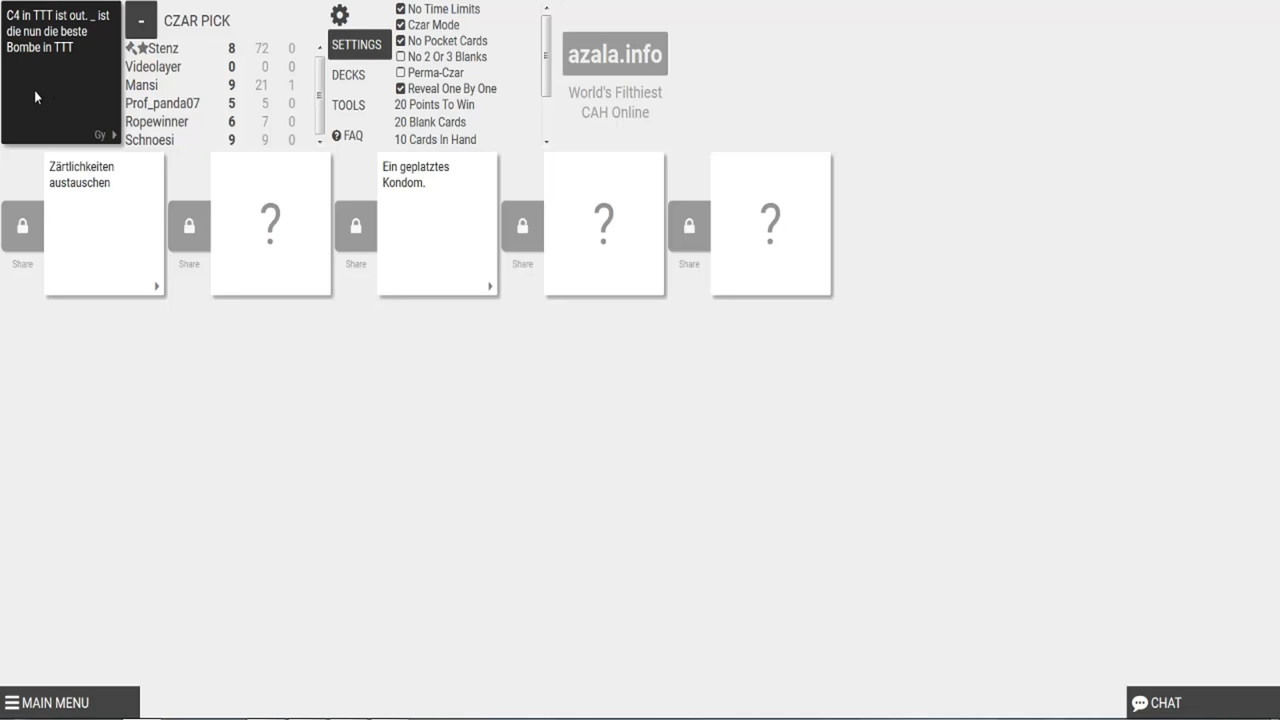 C4 in TTT ist out. _ ist
die nun die beste
Bombe in TTT
Gy
-
CZAR PICK
Stenz 8 72 0
Videolayer 0 0 0
Mansi 9 21 1
Prof_panda07 5 5 0
Ropewinner 6 7 0
Schnoesi 9 9 0
SETTINGS
DECKS
TOOLS
FAQ
No Time Limits
Czar Mode
No Pocket Cards
No 2 Or 3 Blanks
Perma-Czar
Reveal One By One
20 Points To Win
20 Blank Cards
10 Cards In Hand
azala.info
World's Filthiest
CAH Online
Share
Zärtlichkeiten
austauschen
Share
?
Share
Ein geplatztes
Kondom.
Share
?
Share
?
MAIN MENU
CHAT